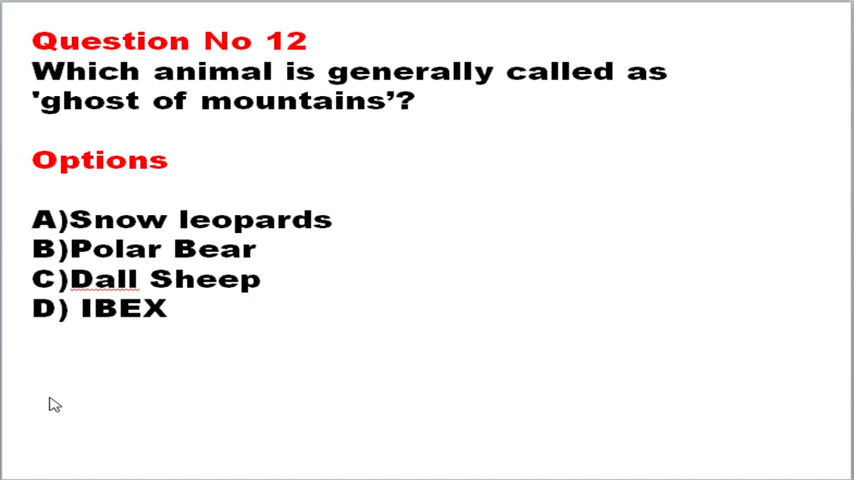 Question No 12
Which animal is generally called as
'ghost of mountains’?
Options
A)Snow leopards
B)Polar Bear
C)Dall Sheep
D) IBEX